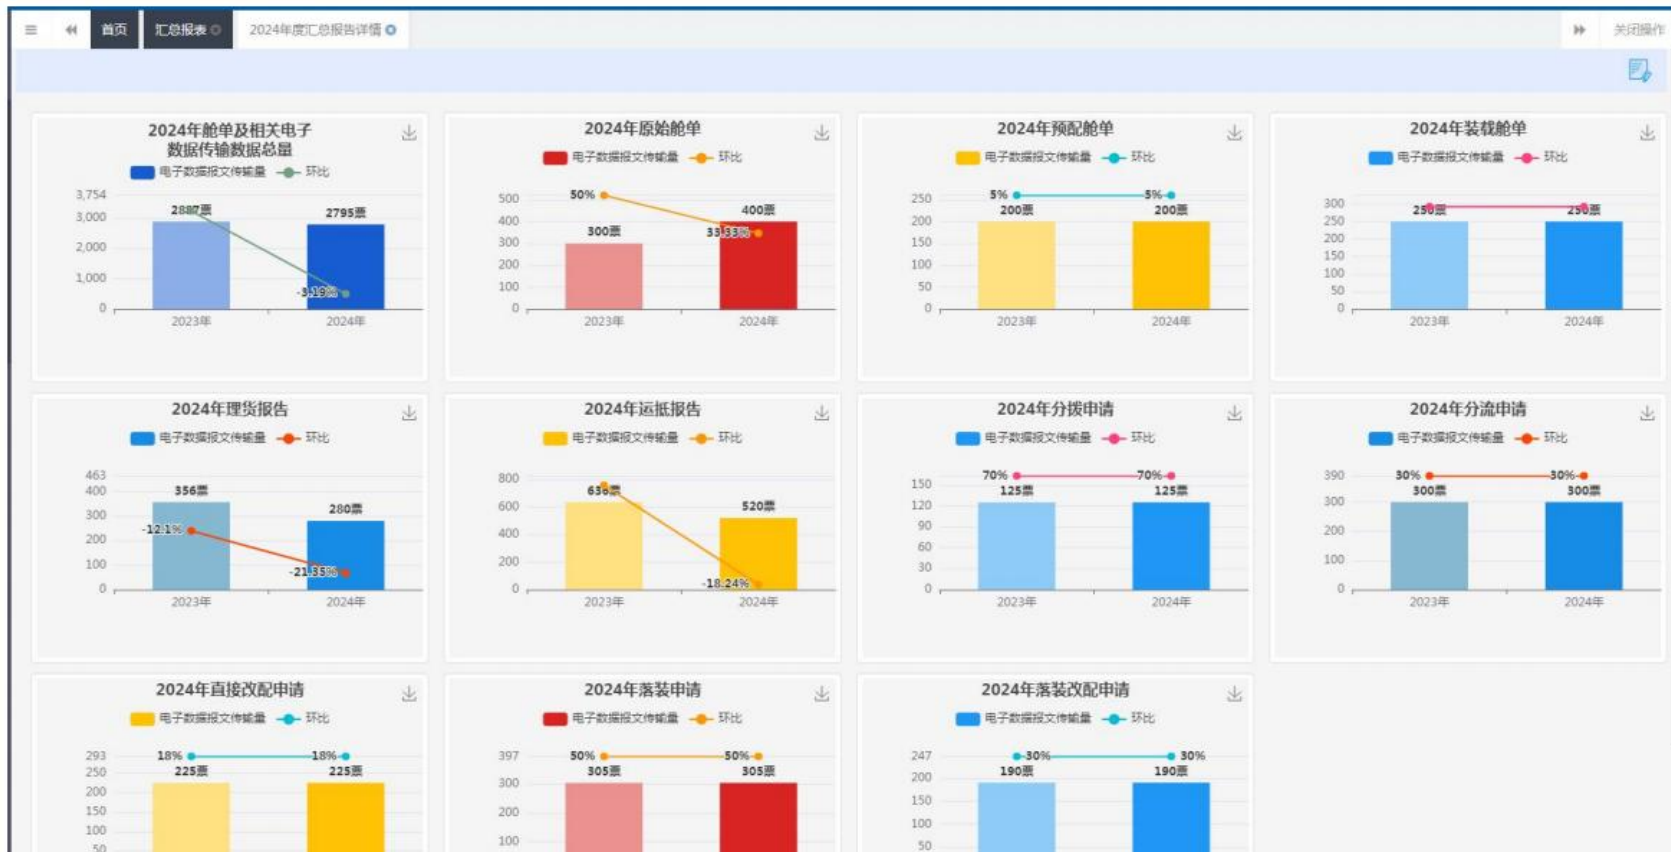 首页 汇总报表 2024年度汇总报告详情 关闭操作
2024年舱单及相关电子
数据传输数据总量
电子数据报文传输量 环比
3,754
3,000
2,000
1,000
0
2887票
2795票
-3.19%
2023年 2024年
2024年原始舱单
电子数据报文传输量 环比
500
400
300
200
100
0
50%
300票
400票
33.33%
2023年 2024年
2024年预配舱单
电子数据报文传输量 环比
250
200
150
100
50
0
5% 5%
200票 200票
2023年 2024年
2024年装载舱单
电子数据报文传输量 环比
300
250
200
150
100
50
0
250票 250票
2023年 2024年
2024年理货报告
电子数据报文传输量 环比
463
400
300
200
100
0
356票
280票
-12.1%
-21.35%
2023年 2024年
2024年运抵报告
电子数据报文传输量 环比
800
600
400
200
0
636票
520票
-18.24%
2023年 2024年
2024年分拨申请
电子数据报文传输量 环比
150
120
90
60
30
0
70% 70%
125票 125票
2023年 2024年
2024年分流申请
电子数据报文传输量 环比
390
300
200
100
0
30% 30%
300票 300票
2023年 2024年
2024年直接改配申请
电子数据报文传输量 环比
293
250
200
150
100
50
18% 18%
225票 225票
2024年落装申请
电子数据报文传输量 环比
397
300
200
100
50% 50%
305票 305票
2024年落装改配申请
电子数据报文传输量 环比
247
200
150
100
50
30% 30%
190票 190票